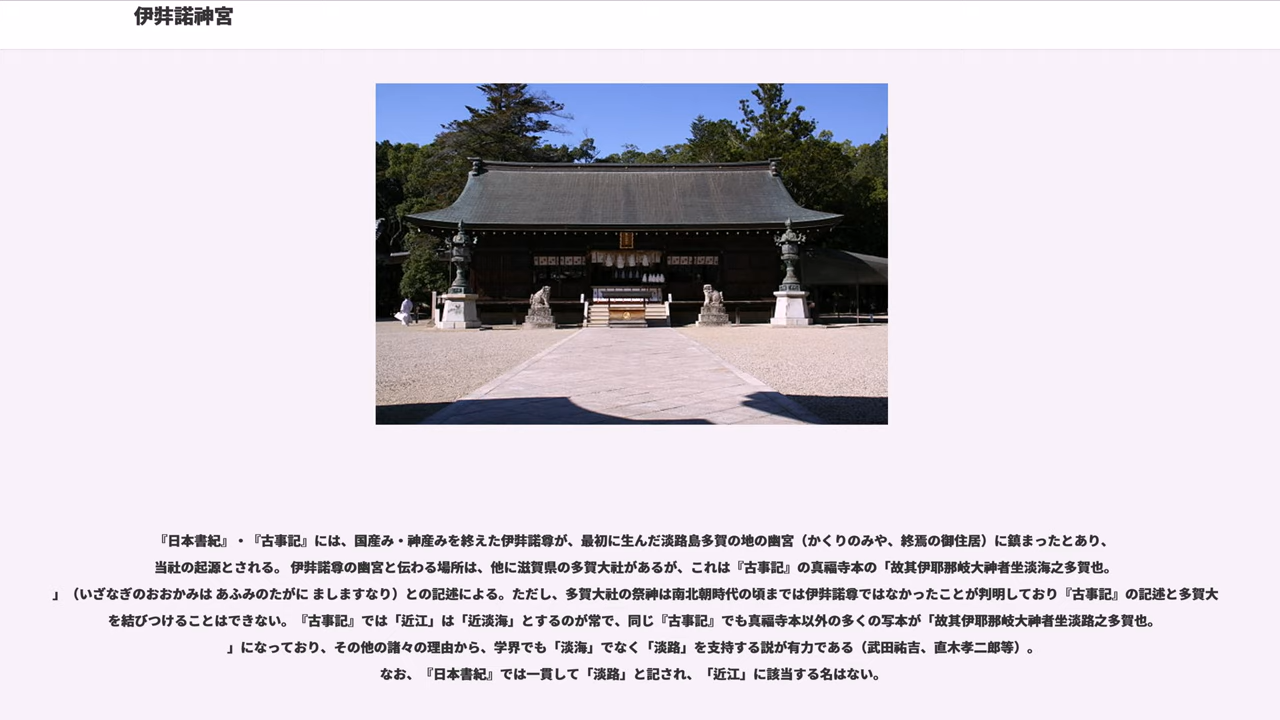 伊弉諾神宮
『日本書紀』・『古事記』には、国産み・神産みを終えた伊弉諾尊が、最初に生んだ淡路島多賀の地の幽宮（かくりのみや、終焉の御住居）に鎮まったとあり、
当社の起源とされる。 伊弉諾尊の幽宮と伝わる場所は、他に滋賀県の多賀大社があるが、これは『古事記』の真福寺本の「故其伊耶那岐大神者坐淡海之多賀也。
」（いざなぎのおおかみは あふみのたがに ましますなり）との記述による。ただし、多賀大社の祭神は南北朝時代の頃までは伊弉諾尊ではなかったことが判明しており『古事記』の記述と多賀大
を結びつけることはできない。『古事記』では「近江」は「近淡海」とするのが常で、同じ『古事記』でも真福寺本以外の多くの写本が「故其伊耶那岐大神者坐淡路之多賀也。
」になっており、その他の諸々の理由から、学界でも「淡海」でなく「淡路」を支持する説が有力である（武田祐吉、直木孝二郎等）。
なお、『日本書紀』では一貫して「淡路」と記され、「近江」に該当する名はない。